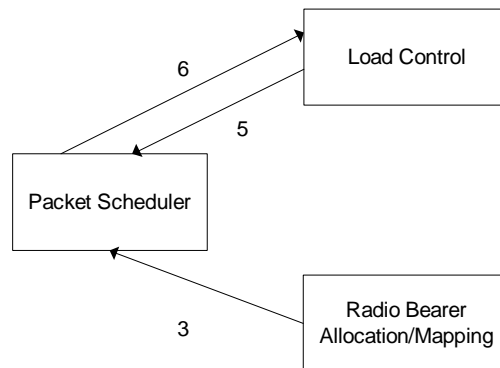 Load Control
6
5
Packet Scheduler
Radio Bearer
Allocation/Mapping
3